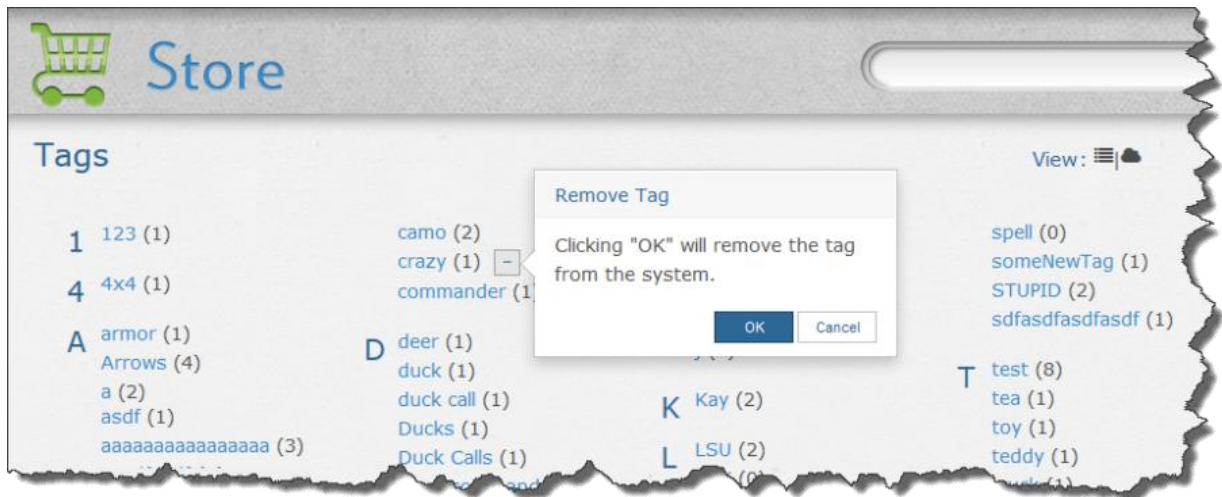 Store
Tags
View: |
1 123 (1)
4 4x4 (1)
A armor (1)
Arrows (4)
a (2)
asdf (1)
aaaaaaaaaaaaaaaa (3)
camo (2)
crazy (1) -
commander (1
D deer (1)
duck (1)
duck call (1)
Ducks (1)
Duck Calls (1)
Remove Tag
Clicking "OK" will remove the tag
from the system.
OK Cancel
K Kay (2)
L LSU (2)
spell (0)
someNewTag (1)
STUPID (2)
sdfasdfasdfasdf (1)
T test (8)
tea (1)
toy (1)
teddy (1)